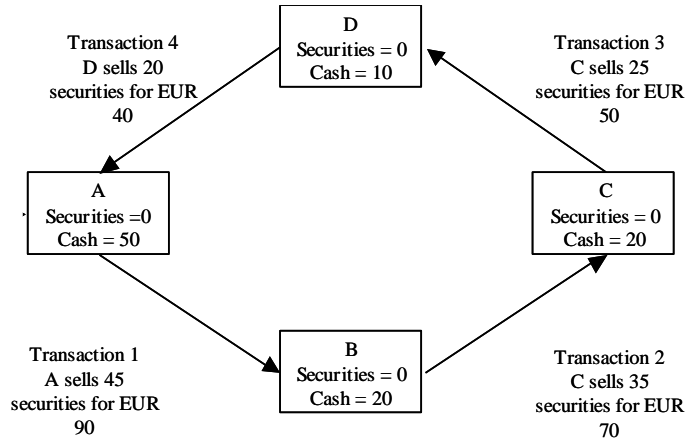 Transaction 4
D sells 20
securities for EUR
40
D
Securities = 0
Cash = 10
Transaction 3
C sells 25
securities for EUR
50
A
Securities =0
Cash = 50
C
Securities = 0
Cash = 20
Transaction 1
A sells 45
securities for EUR
90
B
Securities = 0
Cash = 20
Transaction 2
C sells 35
securities for EUR
70